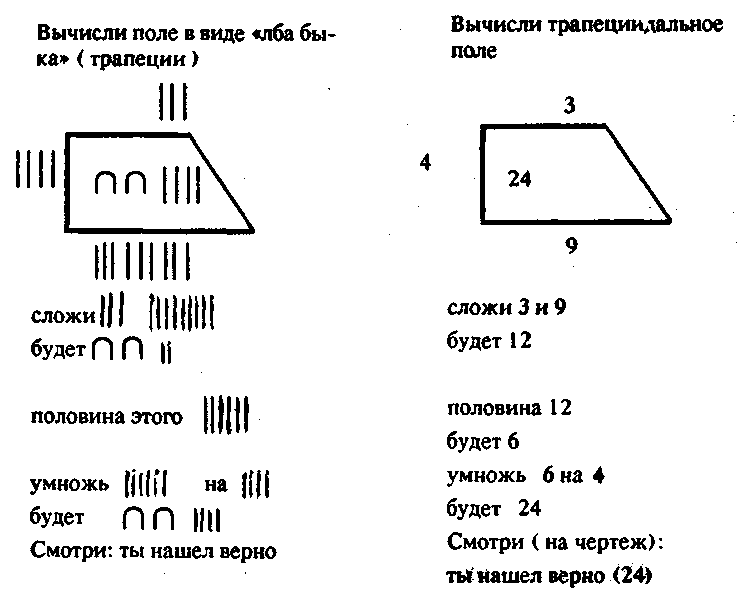 Вычисли поле в виде «лба бы-
ка» ( трапеции )
|||
||||
∩∩ ||||
||| ||| |||
сложи ||| |||||||||
будет ∩∩ ||
половина этого ||||||
умножь |||||| на ||||
будет ∩∩ ||||
Смотри: ты нашел верно
Вычисли трапециидальное
поле
3
4
24
9
сложи 3 и 9
будет 12
половина 12
будет 6
умножь 6 на 4
будет 24
Смотри ( на чертеж):
ты нашел верно (24)